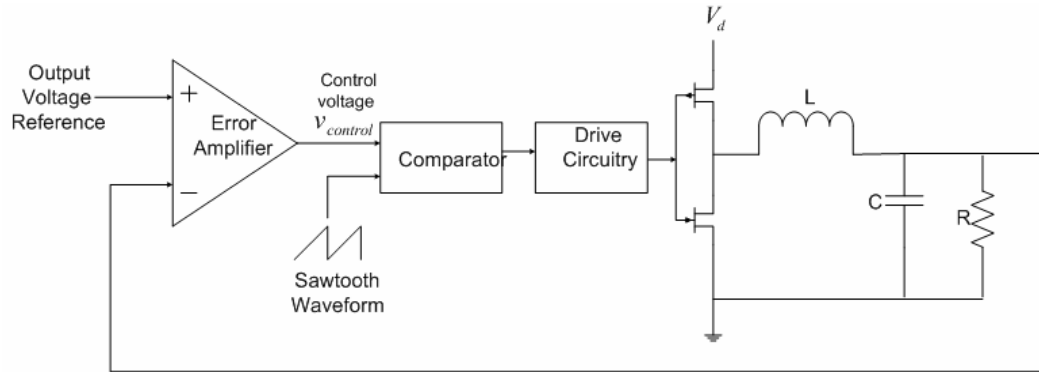 V_d
Output
Voltage
Reference
+
Error
Amplifier
−
Control
voltage
v_control
Comparator
Drive
Circuitry
L
C
R
Sawtooth
Waveform